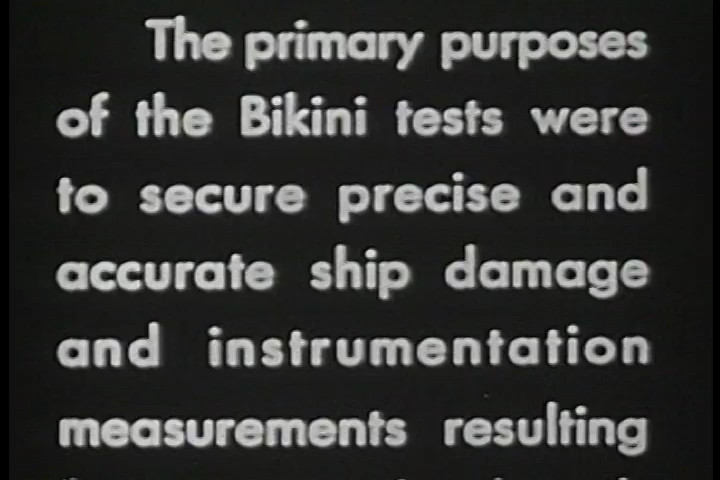 The primary purposes
of the Bikini tests were
to secure precise and
accurate ship damage
and instrumentation
measurements resulting